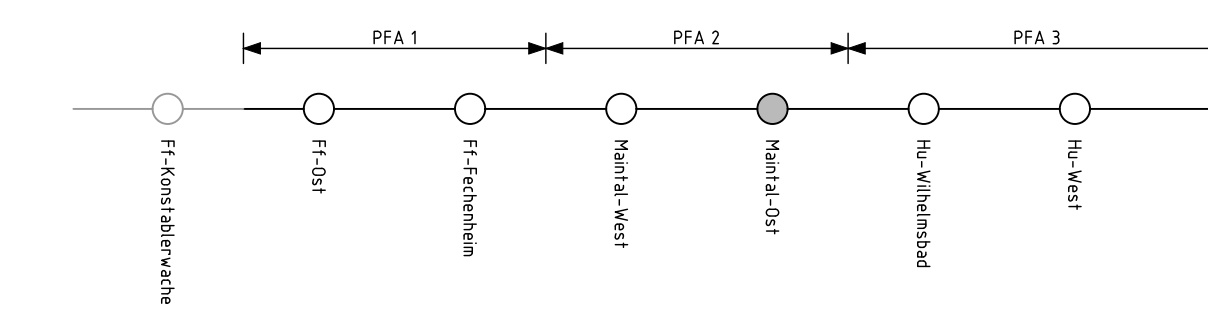 PFA 1
PFA 2
PFA 3
Ff-Konstablerwache
Ff-Ost
Ff-Fechenheim
Maintal-West
Maintal-Ost
Hu-Wilhelmsbad
Hu-West